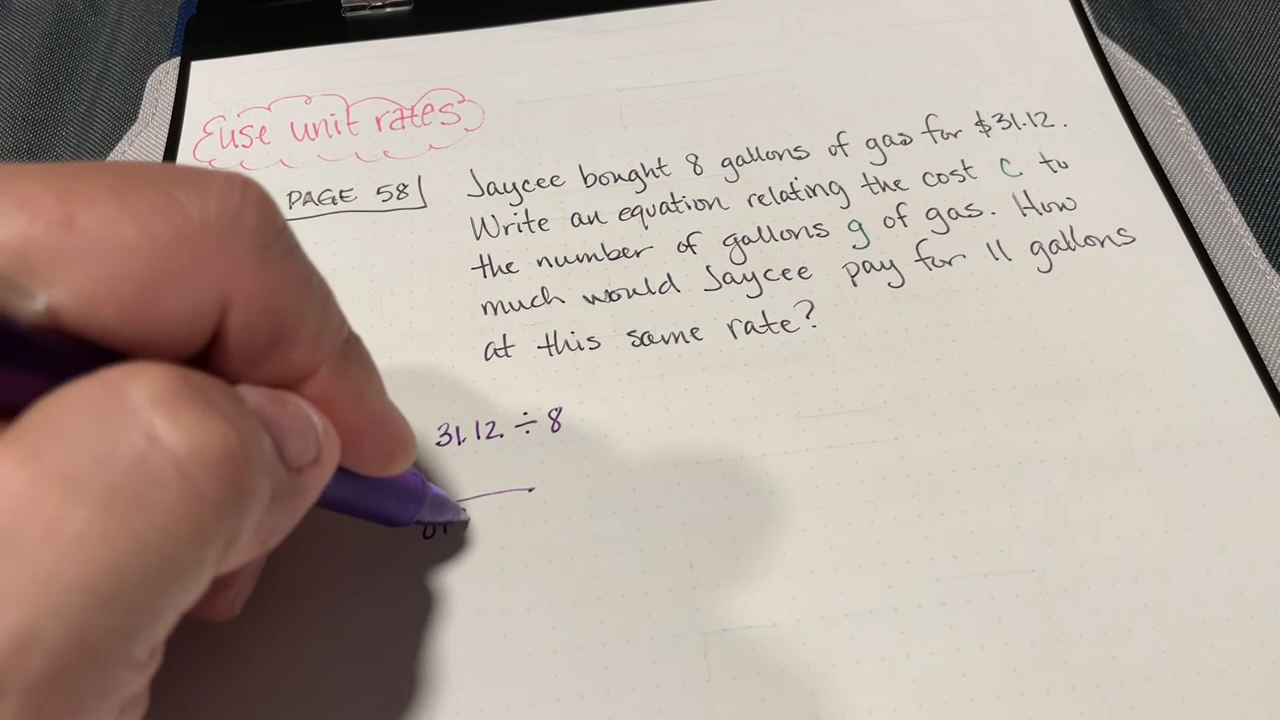 use unit rates
PAGE 58
Jaycee bought 8 gallons of gas for $31.12.
Write an equation relating the cost C to
the number of gallons g of gas. How
much would Jaycee pay for 11 gallons
at this same rate?
31.12 ÷ 8